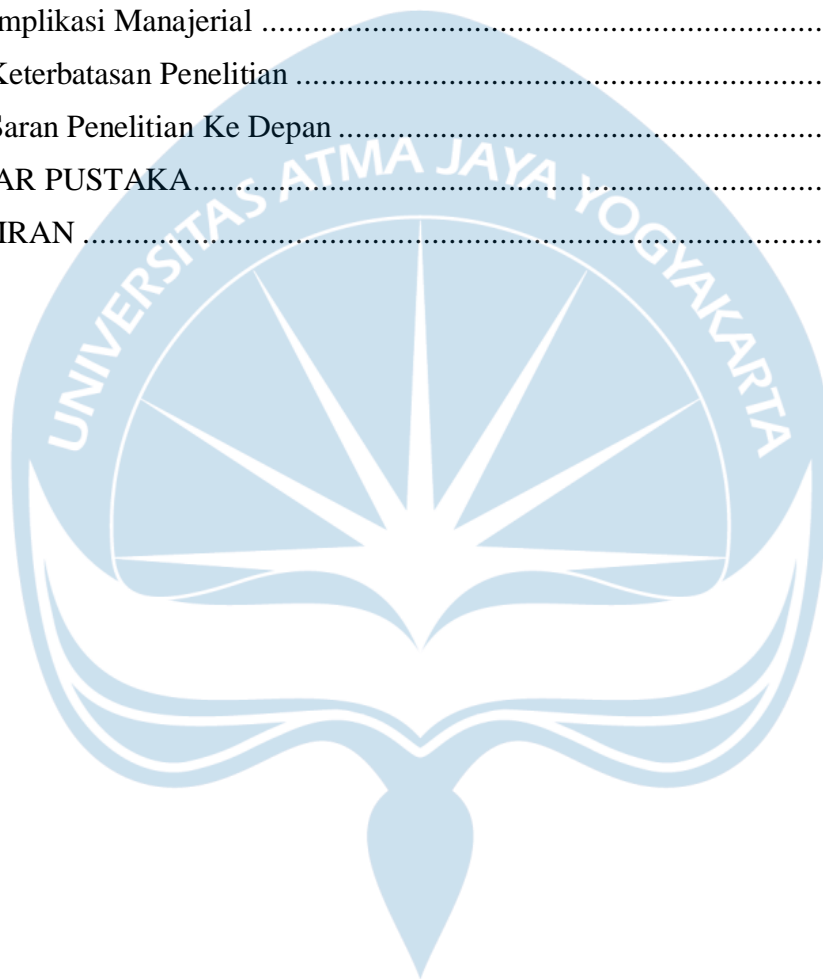 mplikasi Manajerial ........................................................................
Keterbatasan Penelitian ....................................................................
Saran Penelitian Ke Depan ...............................................................
AR PUSTAKA.................................................................................
IRAN ...............................................................................................
UNIVERSITAS ATMA JAYA YOGYAKARTA